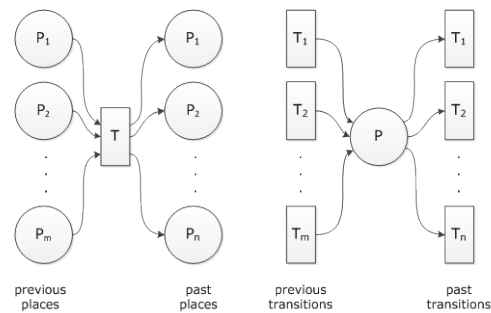 P1 P1 T1 T1
P2 P2 T2 T2
T P
Pm Pn Tm Tn
previous places
past places
previous transitions
past transitions